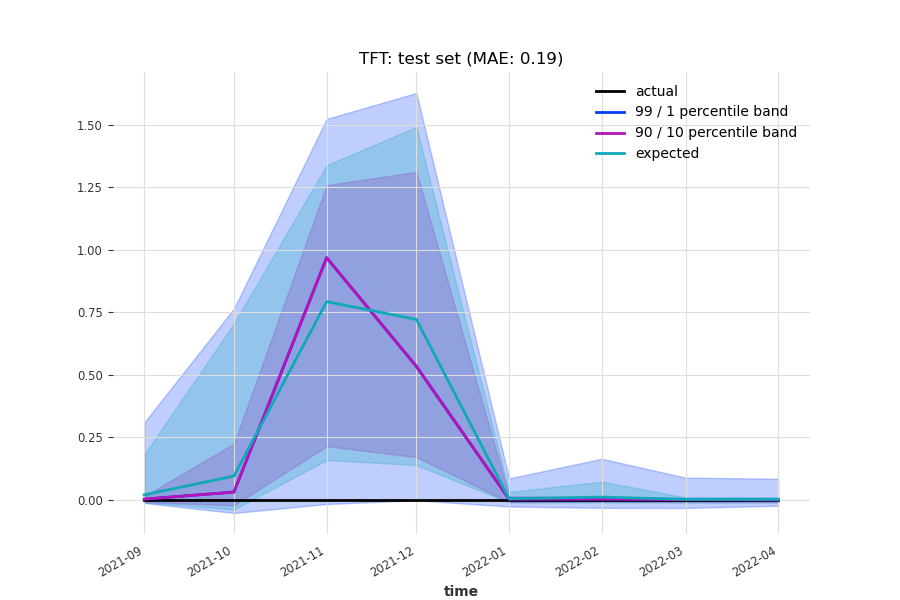 TFT: test set (MAE: 0.19)
actual
99 / 1 percentile band
90 / 10 percentile band
expected
1.50
1.25
1.00
0.75
0.50
0.25
0.00
2021-09
2021-10
2021-11
2021-12
2022-01
2022-02
2022-03
2022-04
time